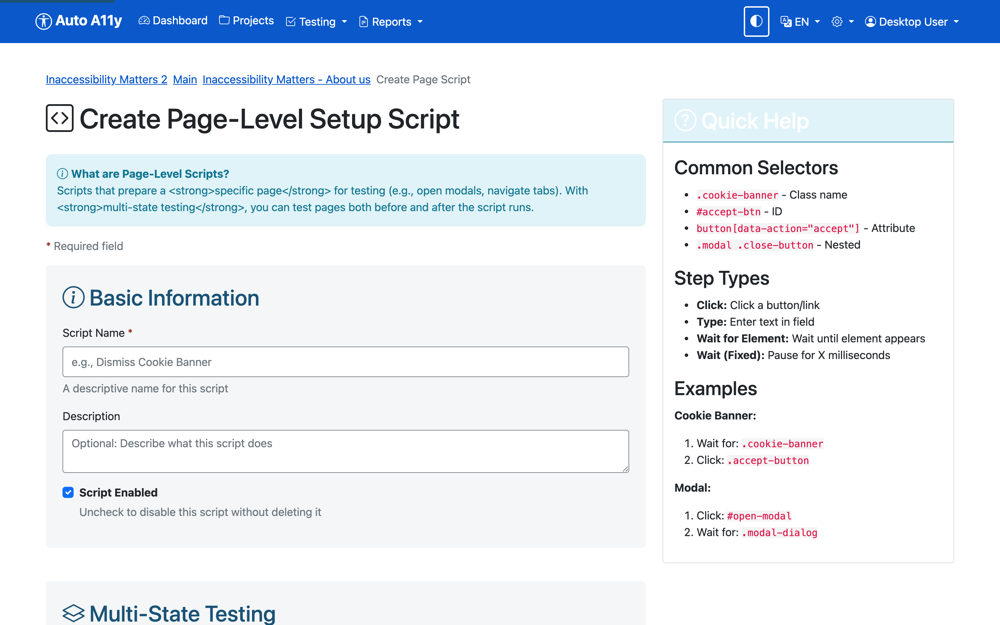 Auto A11y Dashboard Projects Testing Reports EN Desktop User
Inaccessibility Matters 2 Main Inaccessibility Matters - About us Create Page Script
Create Page-Level Setup Script
What are Page-Level Scripts?
Scripts that prepare a <strong>specific page</strong> for testing (e.g., open modals, navigate tabs). With
<strong>multi-state testing</strong>, you can test pages both before and after the script runs.
* Required field
Basic Information
Script Name *
e.g., Dismiss Cookie Banner
A descriptive name for this script
Description
Optional: Describe what this script does
Script Enabled
Uncheck to disable this script without deleting it
Multi-State Testing
Quick Help
Common Selectors
.cookie-banner - Class name
#accept-btn - ID
button[data-action="accept"] - Attribute
.modal .close-button - Nested
Step Types
Click: Click a button/link
Type: Enter text in field
Wait for Element: Wait until element appears
Wait (Fixed): Pause for X milliseconds
Examples
Cookie Banner:
1. Wait for: .cookie-banner
2. Click: .accept-button
Modal:
1. Click: #open-modal
2. Wait for: .modal-dialog